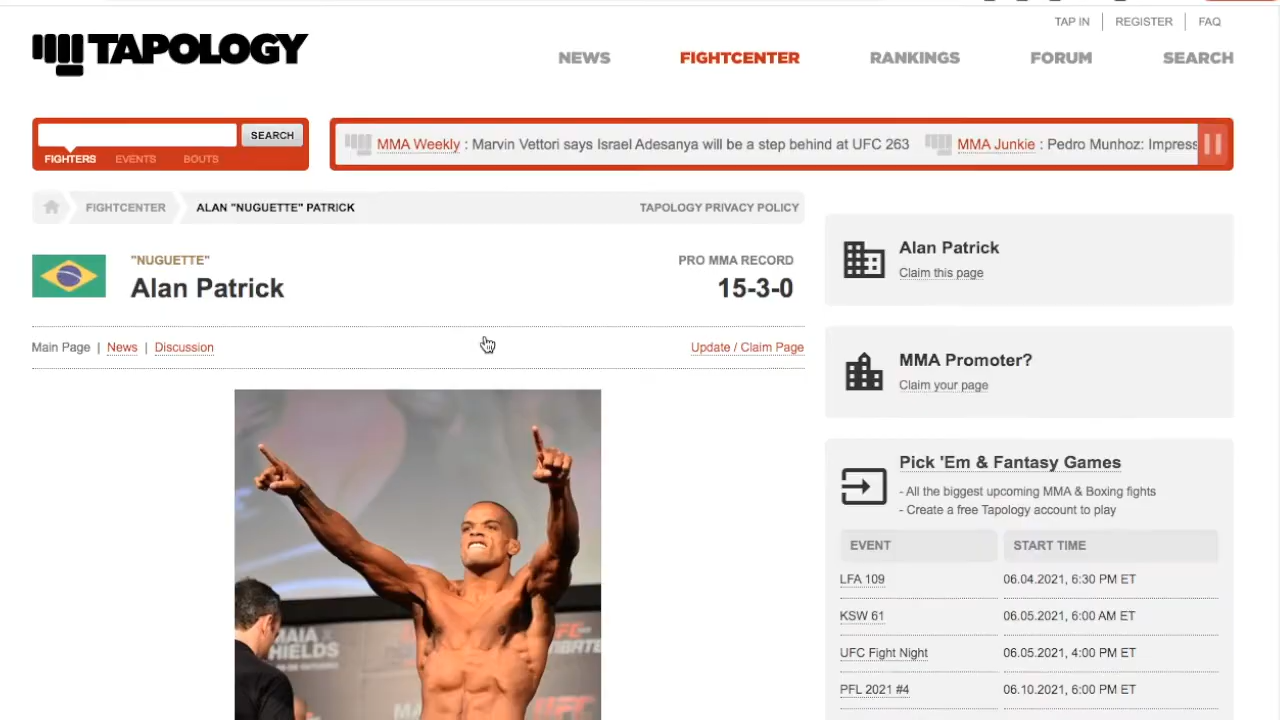 TAP IN
REGISTER
FAQ
TAPOLOGY
NEWS
FIGHTCENTER
RANKINGS
FORUM
SEARCH
SEARCH
FIGHTERS
EVENTS
BOUTS
MMA Weekly : Marvin Vettori says Israel Adesanya will be a step behind at UFC 263
MMA Junkie : Pedro Munhoz: Impress
FIGHTCENTER
ALAN "NUGUETTE" PATRICK
TAPOLOGY PRIVACY POLICY
"NUGUETTE"
Alan Patrick
PRO MMA RECORD
15-3-0
Main Page | News | Discussion
Update / Claim Page
MAIA
SHIELDS
UFC
Alan Patrick
Claim this page
MMA Promoter?
Claim your page
Pick 'Em & Fantasy Games
- All the biggest upcoming MMA & Boxing fights
- Create a free Tapology account to play
EVENT START TIME
LFA 109 06.04.2021, 6:30 PM ET
KSW 61 06.05.2021, 6:00 AM ET
UFC Fight Night 06.05.2021, 4:00 PM ET
PFL 2021 #4 06.10.2021, 6:00 PM ET